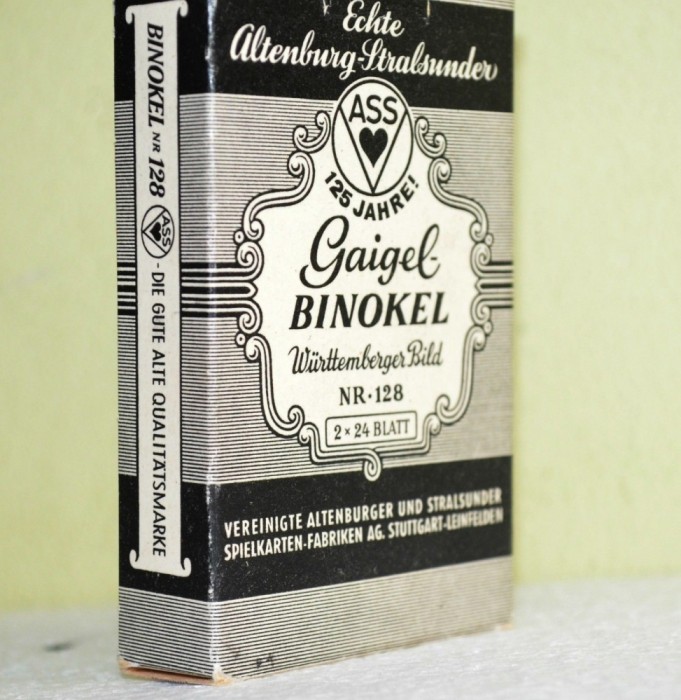 Echte
Altenburg-Stralsunder
ASS
125 JAHRE!
Gaigel-
BINOKEL
Württemberger Bild
NR·128
2×24 BLATT
VEREINIGTE ALTENBURGER UND STRALSUNDER
SPIELKARTEN-FABRIKEN AG. STUTTGART-LEINFELDEN
BINOKEL NR 128 ASS - DIE GUTE ALTE QUALITÄTSMARKE